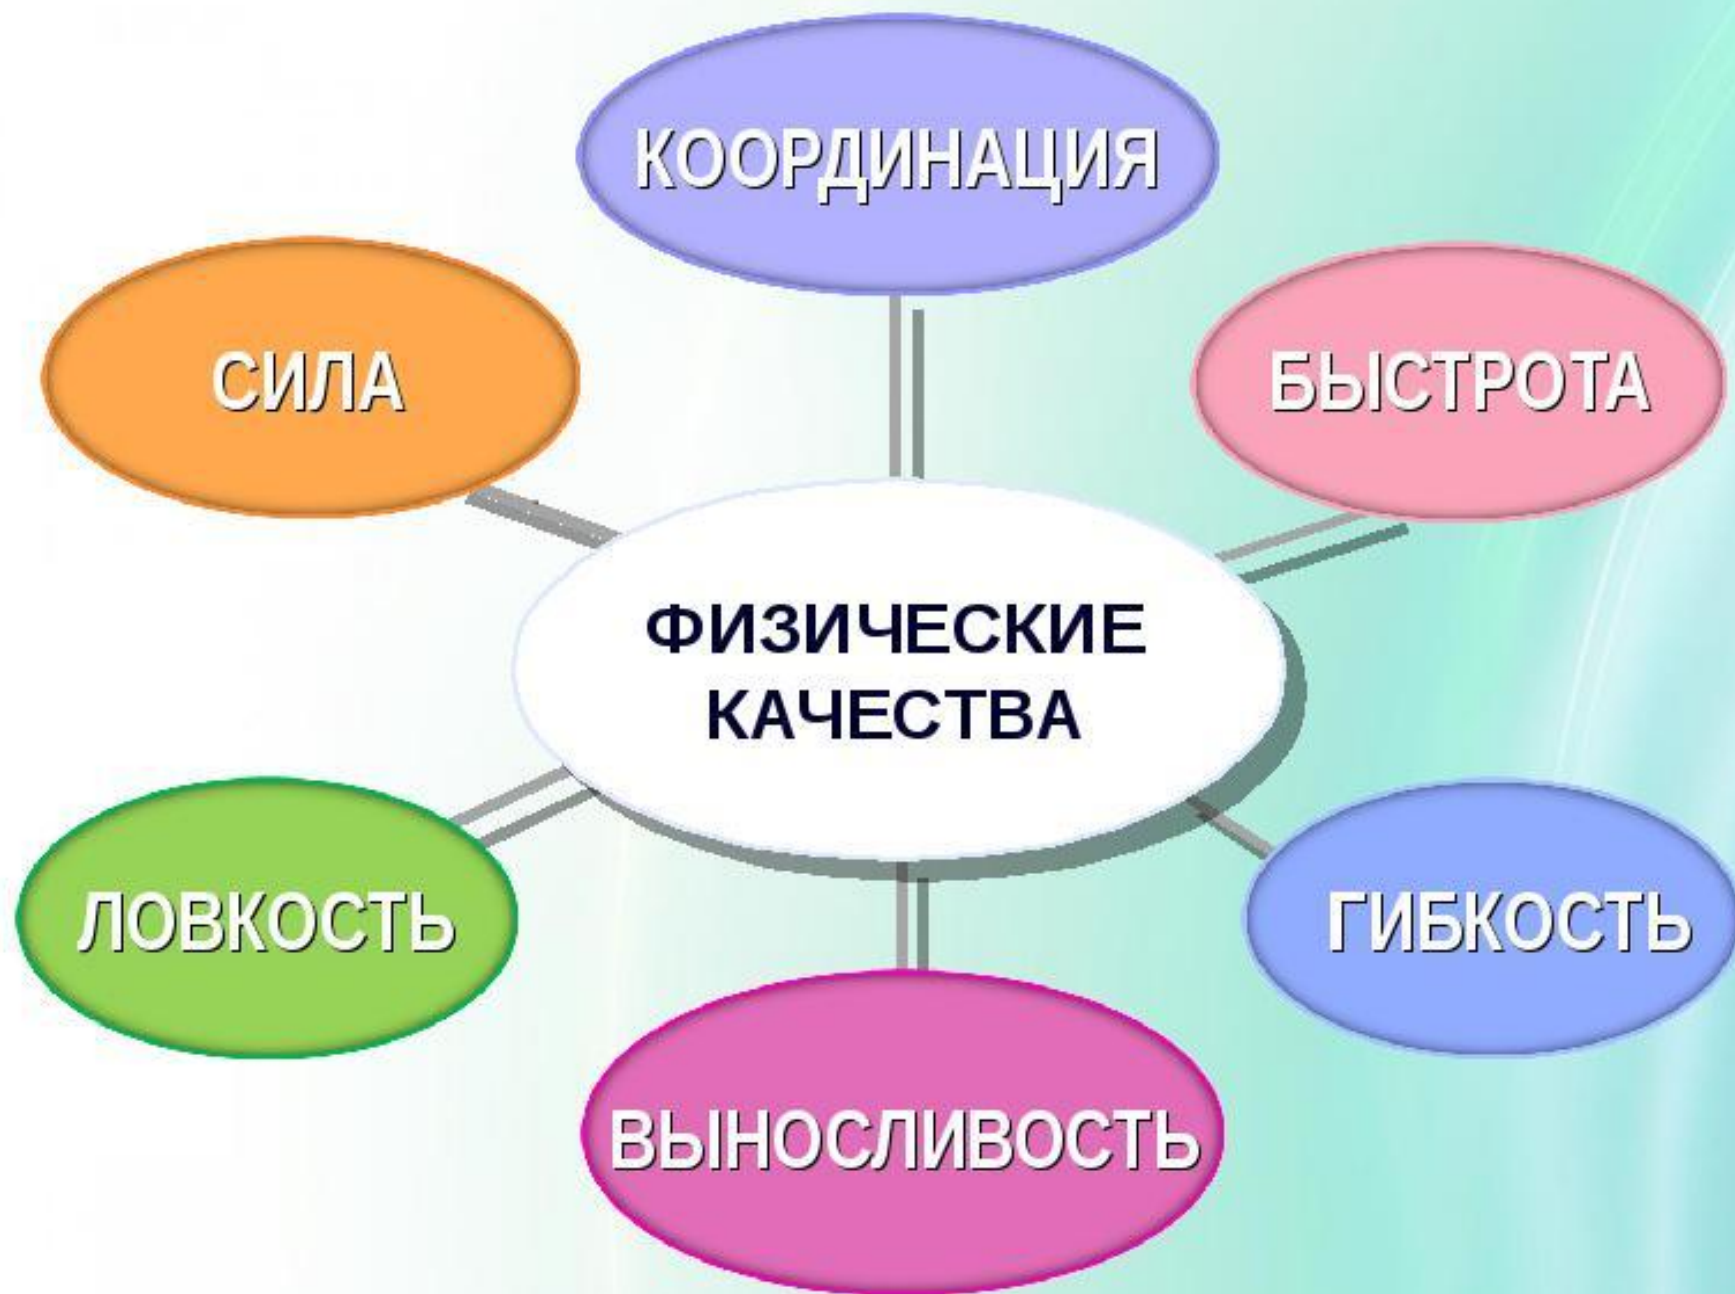 КООРДИНАЦИЯ
СИЛА
БЫСТРОТА
ФИЗИЧЕСКИЕ
КАЧЕСТВА
ЛОВКОСТЬ
ГИБКОСТЬ
ВЫНОСЛИВОСТЬ